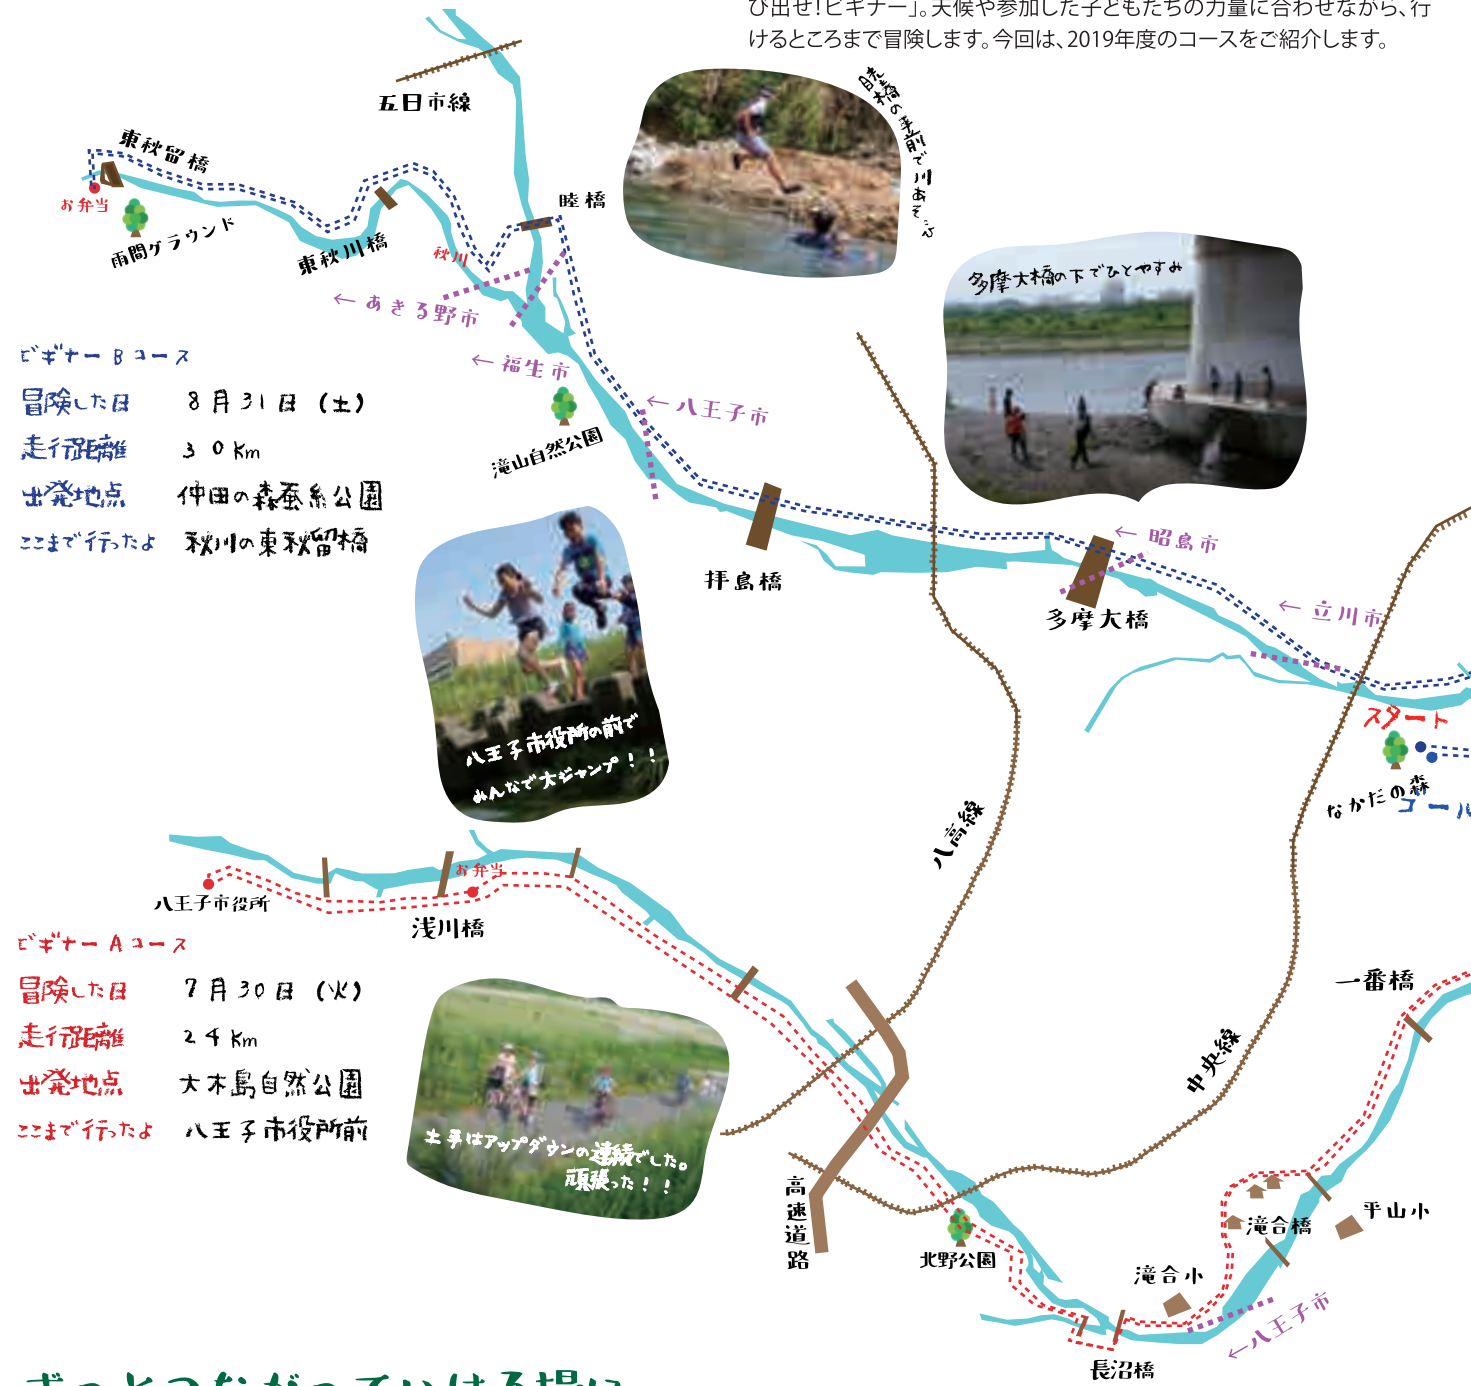 び出せ!ビギナー」。天候や参加した子どもたちの力量に合わせながら、行
けるところまで冒険します。今回は、2019年度のコースをご紹介します。
五日市線
東秋留橋
お弁当
雨間グラウンド
東秋川橋
秋川
睦橋
睦橋の手前で川あそび
多摩大橋の下でひとやすみ
←あきる野市
←福生市
←八王子市
滝山自然公園
ビギナーBコース
冒険した日 8月31日(土)
走行距離 30km
出発地点 仲田の森蚕糸公園
ここまで行ったよ 秋川の東秋留橋
拝島橋
←昭島市
多摩大橋
←立川市
スタート
なかだの森
ゴール
八王子市役所の前で
みんなで大ジャンプ!!
八高線
八王子市役所
お弁当
浅川橋
ビギナーAコース
冒険した日 7月30日(火)
走行距離 24km
出発地点 大木島自然公園
ここまで行ったよ 八王子市役所前
土手はアップダウンの連続でした。
頑張った!!
一番橋
中央線
高速道路
北野公園
滝合橋
平山小
滝合小
←八王子市
長沼橋